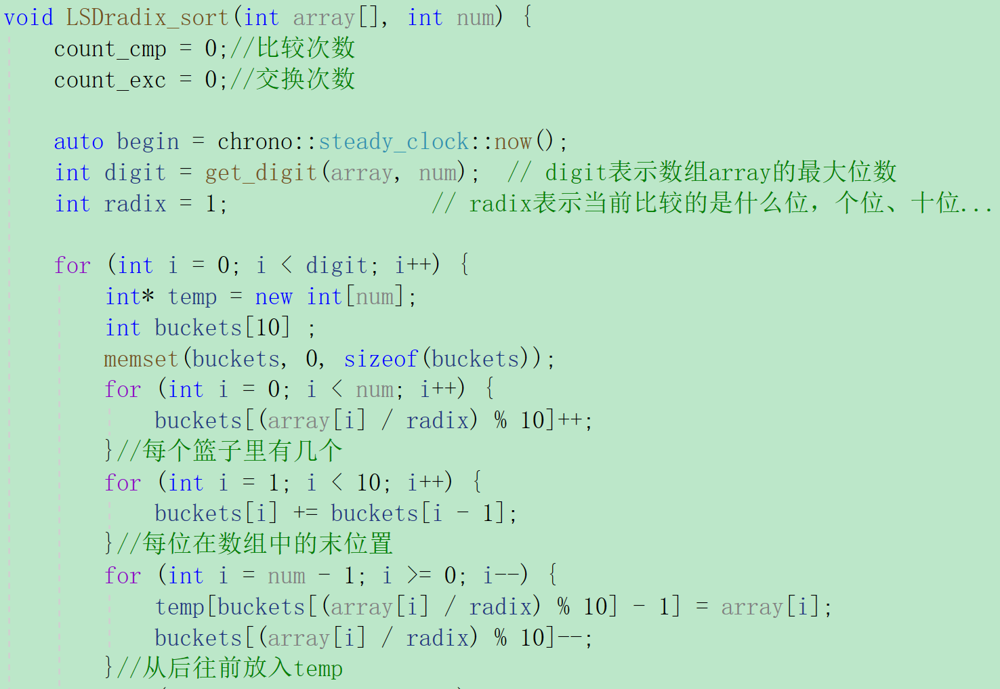 void LSDradix_sort(int array[], int num) {
    count_cmp = 0;//比较次数
    count_exc = 0;//交换次数

    auto begin = chrono::steady_clock::now();
    int digit = get_digit(array, num);  // digit表示数组array的最大位数
    int radix = 1;                // radix表示当前比较的是什么位，个位、十位...

    for (int i = 0; i < digit; i++) {
        int* temp = new int[num];
        int buckets[10] ;
        memset(buckets, 0, sizeof(buckets));
        for (int i = 0; i < num; i++) {
            buckets[(array[i] / radix) % 10]++;
        }//每个篮子里有几个
        for (int i = 1; i < 10; i++) {
            buckets[i] += buckets[i - 1];
        }//每位在数组中的末位置
        for (int i = num - 1; i >= 0; i--) {
            temp[buckets[(array[i] / radix) % 10] - 1] = array[i];
            buckets[(array[i] / radix) % 10]--;
        }//从后往前放入temp